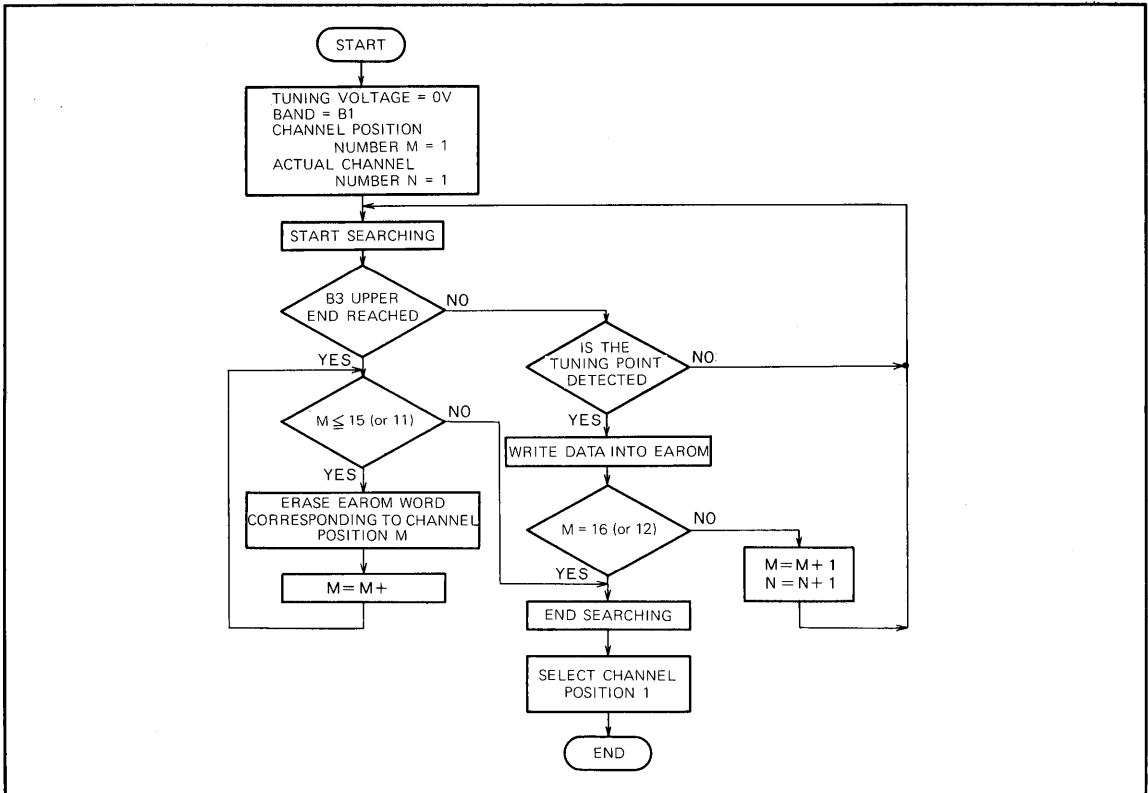 START
TUNING VOLTAGE = 0V
BAND = B1
CHANNEL POSITION
NUMBER M = 1
ACTUAL CHANNEL
NUMBER N = 1
START SEARCHING
B3 UPPER
END REACHED
NO
YES
IS THE
TUNING POINT
DETECTED
NO
YES
M ≦ 15 (or 11)
NO
YES
WRITE DATA INTO EAROM
ERASE EAROM WORD
CORRESPONDING TO CHANNEL
POSITION M
M = M +
M = 16 (or 12)
NO
YES
M = M + 1
N = N + 1
END SEARCHING
SELECT CHANNEL
POSITION 1
END